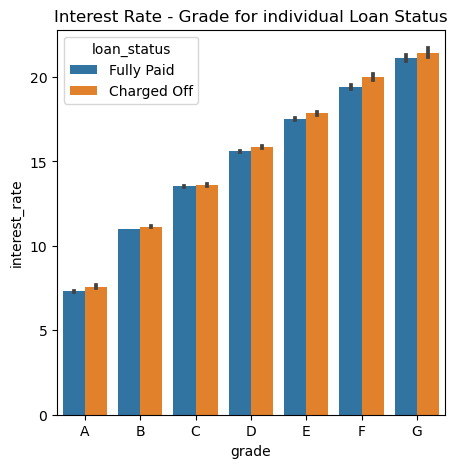 Interest Rate - Grade for individual Loan Status
loan_status
Fully Paid
Charged Off
interest_rate
20
15
10
5
0
A B C D E F G
grade